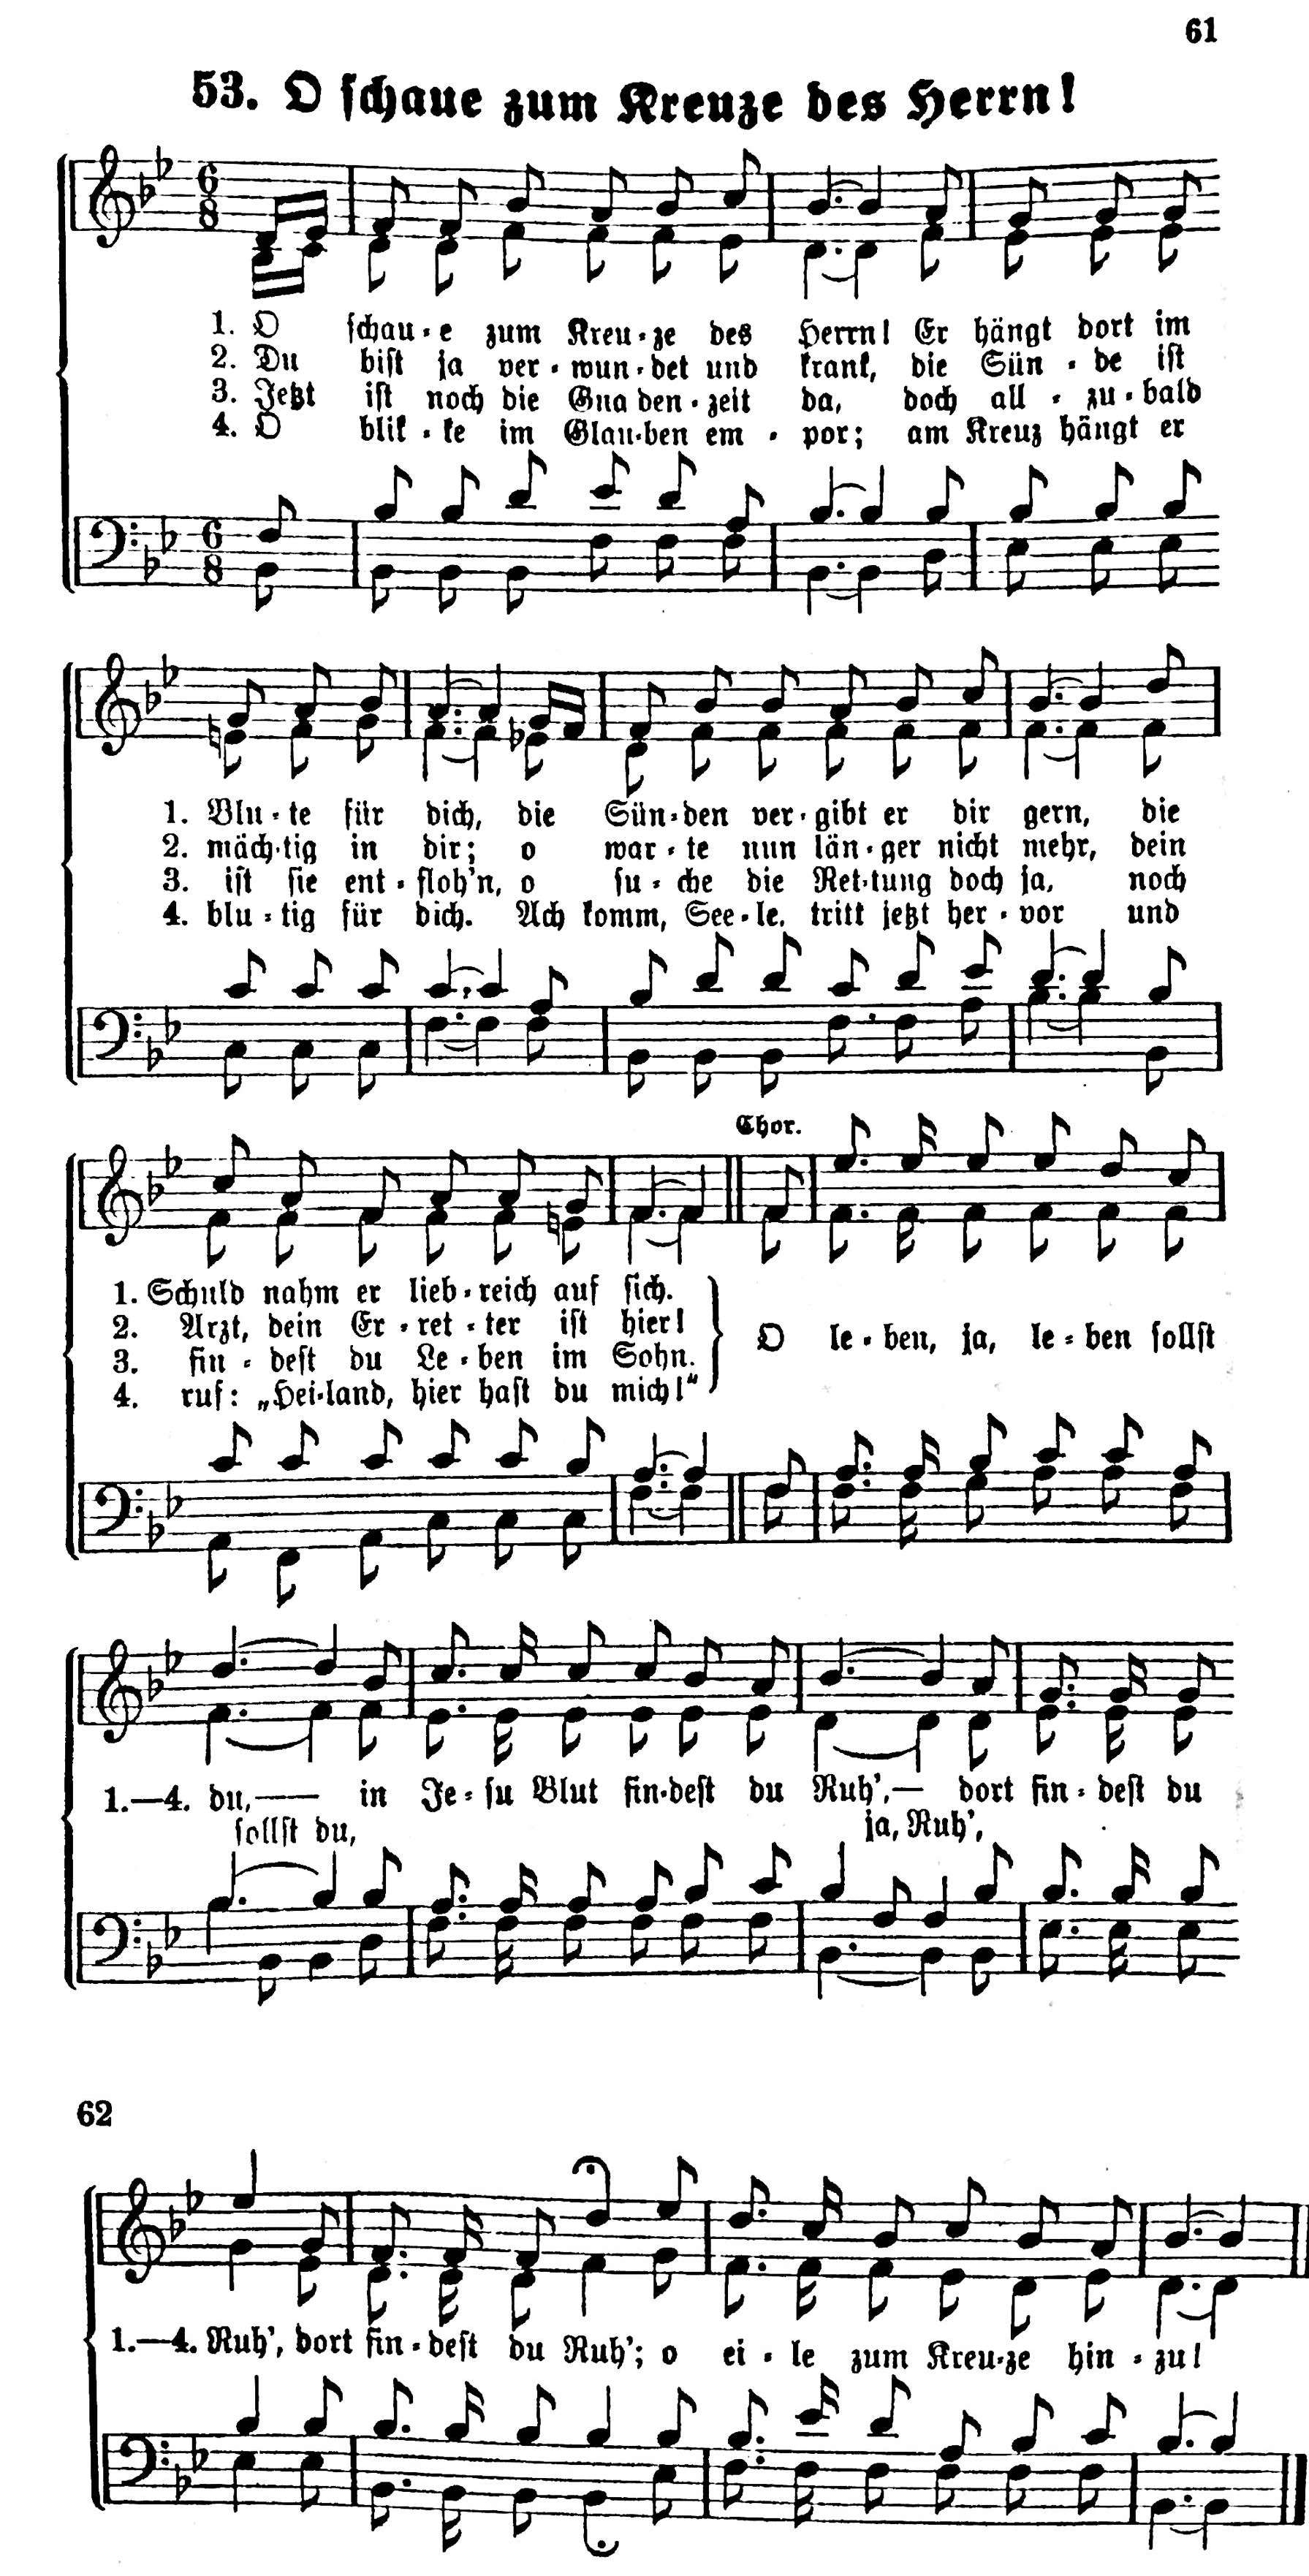 61
53. O schaue zum Kreuze des Herrn!
6 8
1. O schau-e zum Kreu-ze des Herrn! Er hängt dort im
2. Du bist ja ver-wun-det und krank, die Sün-de ist
3. Jetzt ist noch die Gna den-zeit da, doch all-zu-bald
4. O blik-ke im Glau-ben em-por; am Kreuz hängt er
6 8
1. Blu-te für dich, die Sün-den ver-gibt er dir gern, die
2. mäch-tig in dir; o war-te nun län-ger nicht mehr, dein
3. ist sie ent-floh'n, o su-che die Ret-tung doch ja, noch
4. blu-tig für dich. Ach komm, See-le, tritt jetzt her-vor und
Chor.
1. Schuld nahm er lieb-reich auf sich.
2. Arzt, dein Er-ret-ter ist hier!
3. fin-dest du Le-ben im Sohn.
4. ruf: „Hei-land, hier hast du mich!"
O le-ben, ja, le-ben sollst
1.—4. du,—— in Je-su Blut fin-dest du Ruh',— dort fin-dest du
sollst du, ja, Ruh',
62
1.—4. Ruh', dort fin-dest du Ruh'; o ei-le zum Kreu-ze hin-zu!